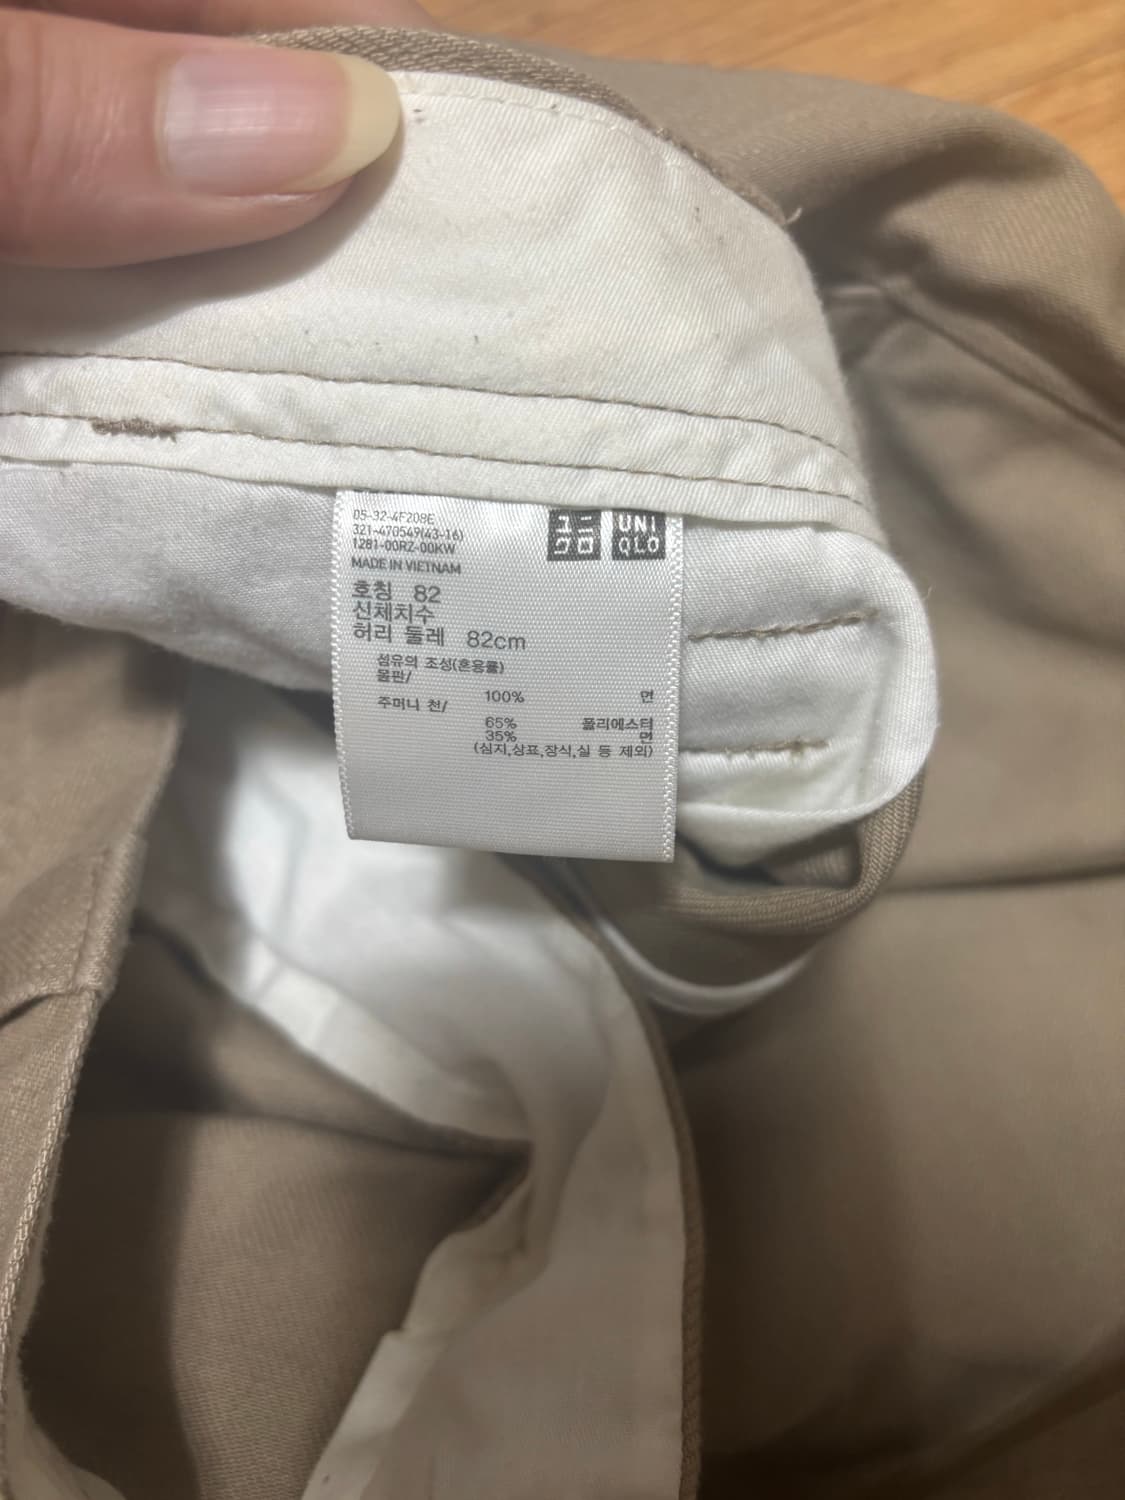 05-32-4F208E
321-470549(43-16)
1281-00RZ-00KW
MADE IN VIETNAM
ユニ
クロ
UNI
QLO
호칭 82
신체치수
허리 둘레 82cm
섬유의 조성(혼용률)
몸판/
100% 면
주머니 천/
65% 폴리에스터
35% 면
(심지,상표,장식,실 등 제외)